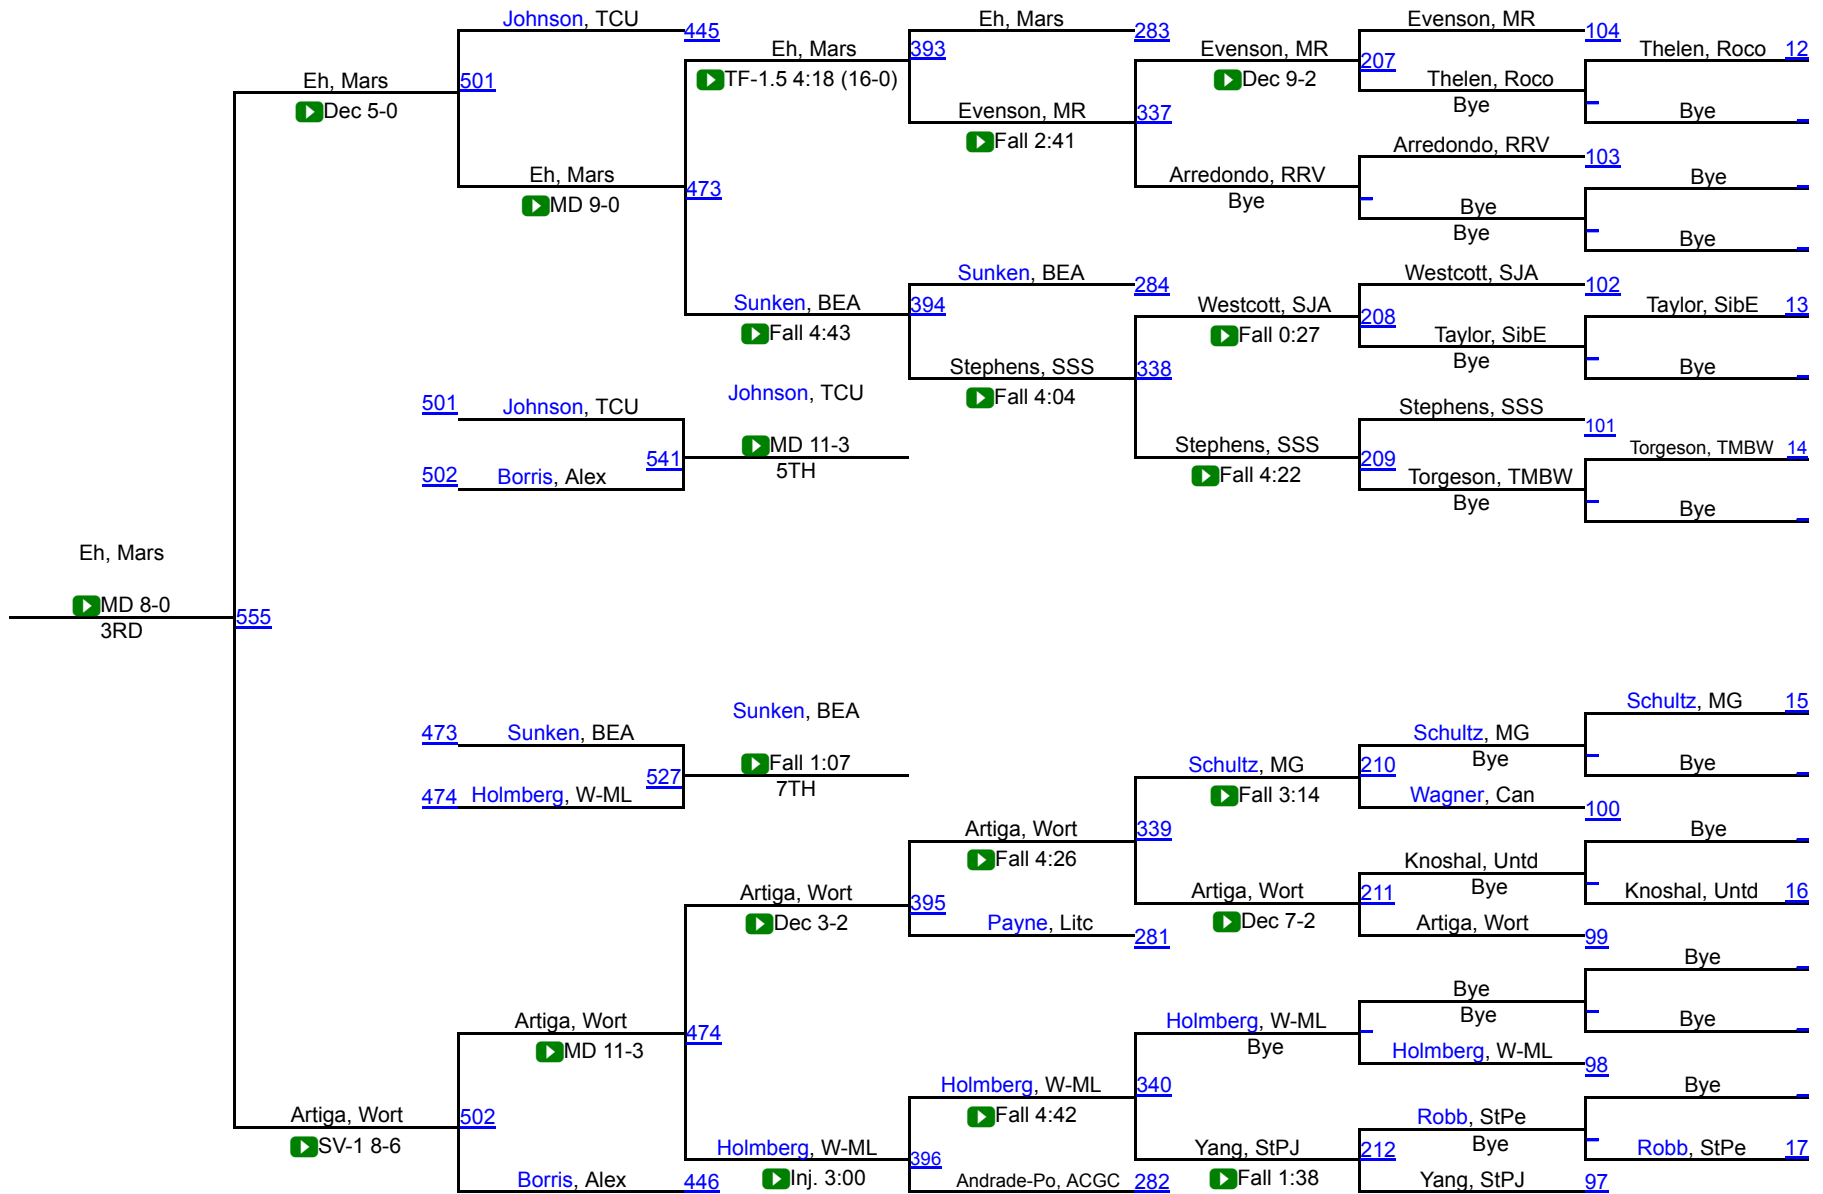 Johnson, TCU
445
Eh, Mars
283
Evenson, MR
104
Eh, Mars
393
Evenson, MR
207
Thelen, Roco
12
Eh, Mars
501
TF-1.5 4:18 (16-0)
Dec 9-2
Thelen, Roco
Dec 5-0
Evenson, MR
337
Bye
Bye
Fall 2:41
Arredondo, RRV
103
Eh, Mars
473
Arredondo, RRV
Bye
MD 9-0
Bye
Bye
Bye
Bye
Sunken, BEA
284
Westcott, SJA
102
Sunken, BEA
394
Westcott, SJA
208
Taylor, SibE
13
Fall 4:43
Fall 0:27
Taylor, SibE
Bye
Stephens, SSS
338
Bye
Johnson, TCU
Fall 4:04
501
Johnson, TCU
Stephens, SSS
101
MD 11-3
541
5TH
Stephens, SSS
209
Torgeson, TMBW
14
502
Borris, Alex
Fall 4:22
Torgeson, TMBW
Bye
Bye
Eh, Mars
MD 8-0
555
3RD
Schultz, MG
15
Sunken, BEA
473
Sunken, BEA
Schultz, MG
Bye
Fall 1:07
527
7TH
Schultz, MG
210
Bye
474
Holmberg, W-ML
Fall 3:14
Wagner, Can
100
Artiga, Wort
339
Bye
Fall 4:26
Knoshal, Untd
Bye
Artiga, Wort
395
Artiga, Wort
211
Knoshal, Untd
16
Dec 3-2
Payne, Litc
281
Dec 7-2
Artiga, Wort
99
Bye
Bye
Artiga, Wort
474
Holmberg, W-ML
Bye
Bye
MD 11-3
Bye
Holmberg, W-ML
98
Holmberg, W-ML
340
Bye
Artiga, Wort
502
Fall 4:42
Robb, StPe
SV-1 8-6
Holmberg, W-ML
396
Yang, StPJ
212
Bye
Robb, StPe
17
Borris, Alex
446
Inj. 3:00
Andrade-Po, ACGC
282
Fall 1:38
Yang, StPJ
97